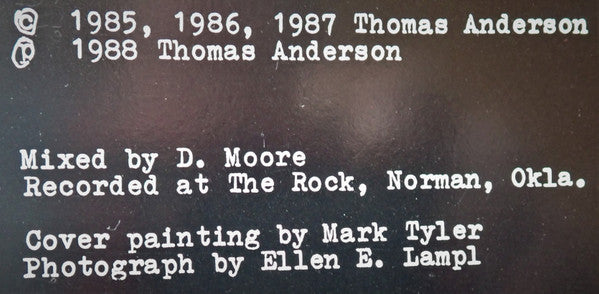 © 1985, 1986, 1987 Thomas Anderson
℗ 1988 Thomas Anderson
Mixed by D. Moore
Recorded at The Rock, Norman, Okla.
Cover painting by Mark Tyler
Photograph by Ellen E. Lampl